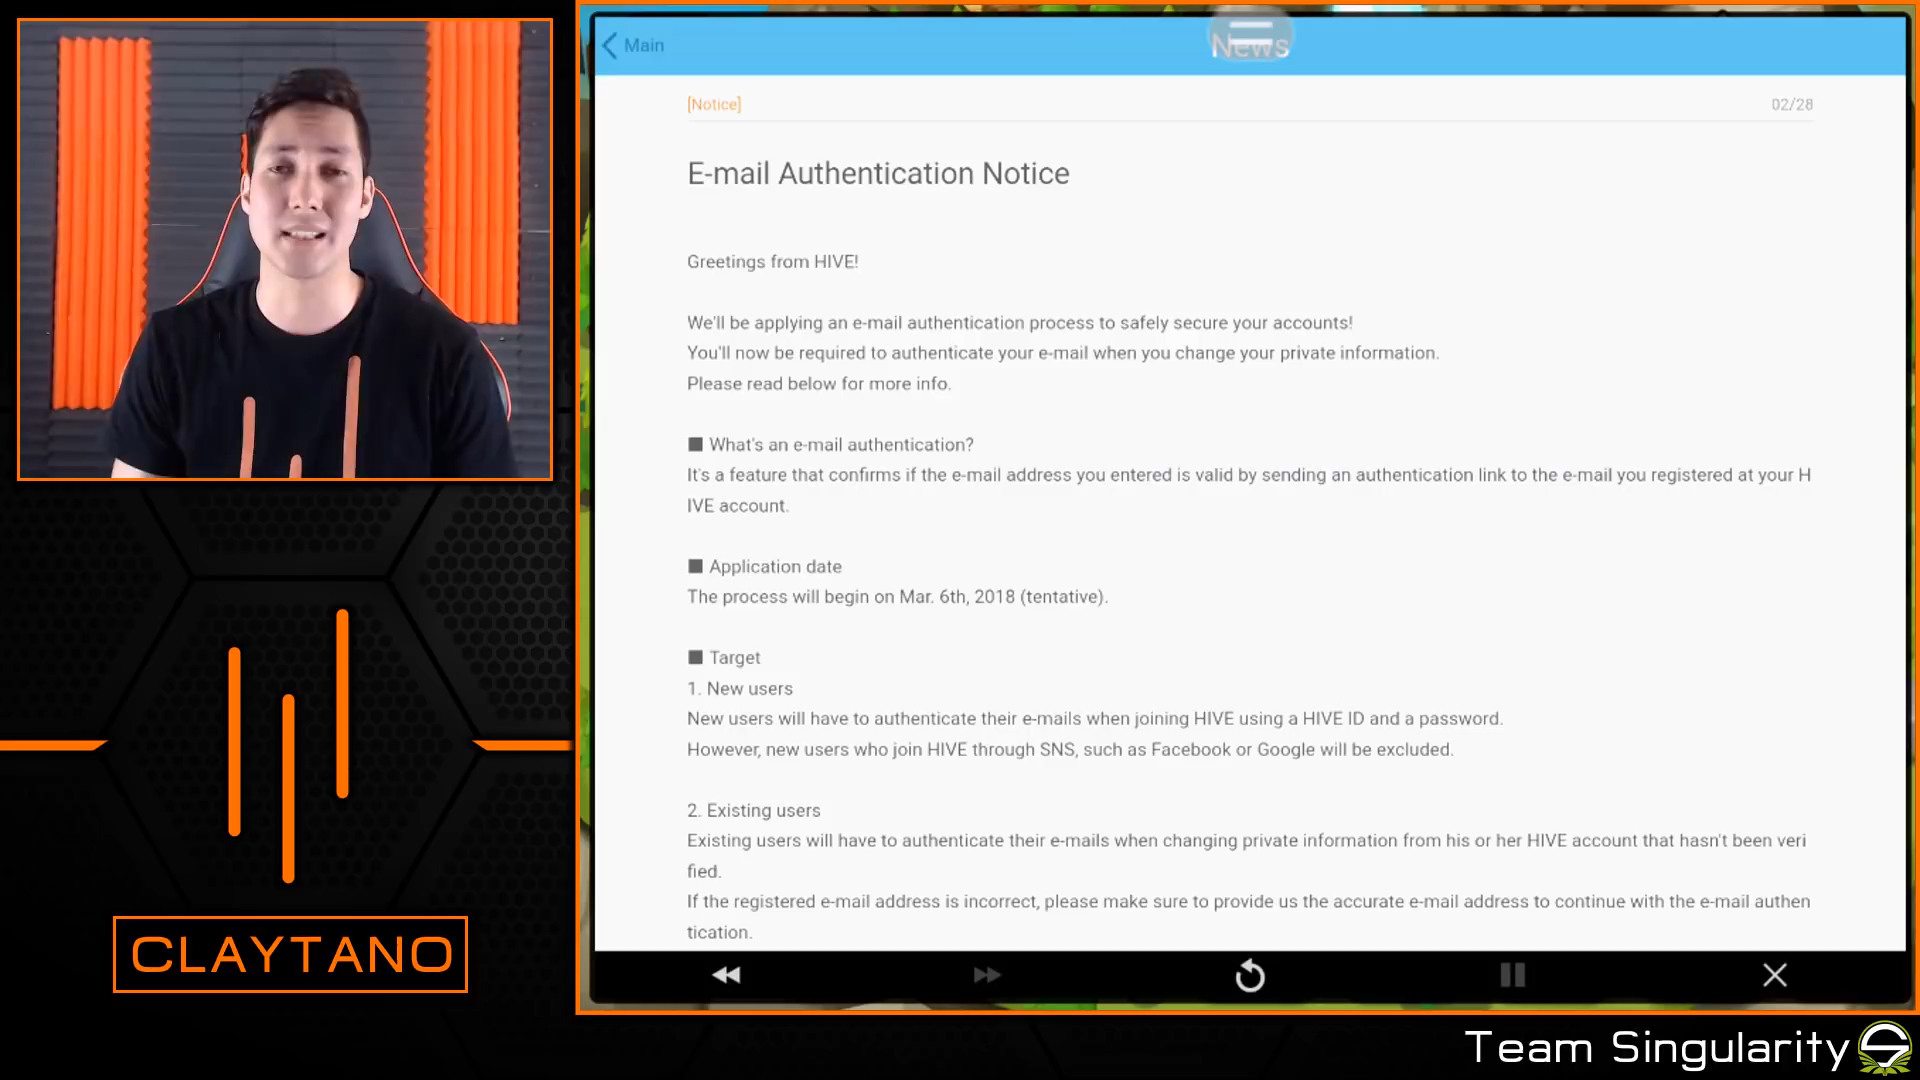 Main
News
[Notice]
02/28
E-mail Authentication Notice
Greetings from HIVE!
We'll be applying an e-mail authentication process to safely secure your accounts!
You'll now be required to authenticate your e-mail when you change your private information.
Please read below for more info.
■ What's an e-mail authentication?
It's a feature that confirms if the e-mail address you entered is valid by sending an authentication link to the e-mail you registered at your H
IVE account.
■ Application date
The process will begin on Mar. 6th, 2018 (tentative).
■ Target
1. New users
New users will have to authenticate their e-mails when joining HIVE using a HIVE ID and a password.
However, new users who join HIVE through SNS, such as Facebook or Google will be excluded.
2. Existing users
Existing users will have to authenticate their e-mails when changing private information from his or her HIVE account that hasn't been veri
fied.
If the registered e-mail address is incorrect, please make sure to provide us the accurate e-mail address to continue with the e-mail authen
tication.
CLAYTANO
Team Singularity